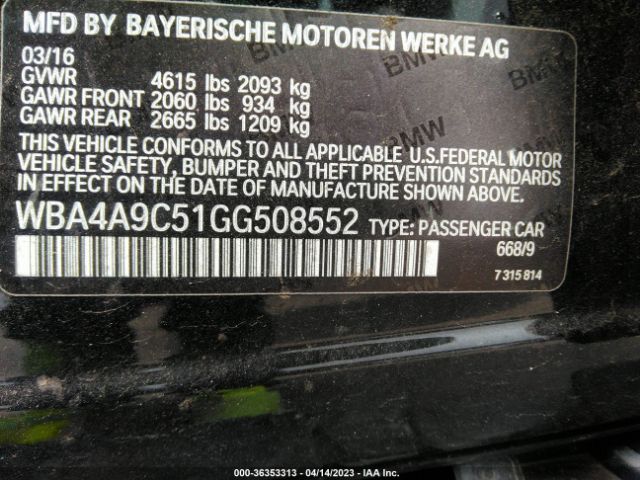 MFD BY BAYERISCHE MOTOREN WERKE AG
03/16
GVWR 4615 lbs 2093 kg
GAWR FRONT 2060 lbs 934 kg
GAWR REAR 2665 lbs 1209 kg
THIS VEHICLE CONFORMS TO ALL APPLICABLE U.S.FEDERAL MOTOR
VEHICLE SAFETY, BUMPER AND THEFT PREVENTION STANDARDS
IN EFFECT ON THE DATE OF MANUFACTURE SHOWN ABOVE.
WBA4A9C51GG508552 TYPE: PASSENGER CAR
668/9
7 315 814
BMW
BMW
BMW
000-36353313 - 04/14/2023 - IAA Inc.